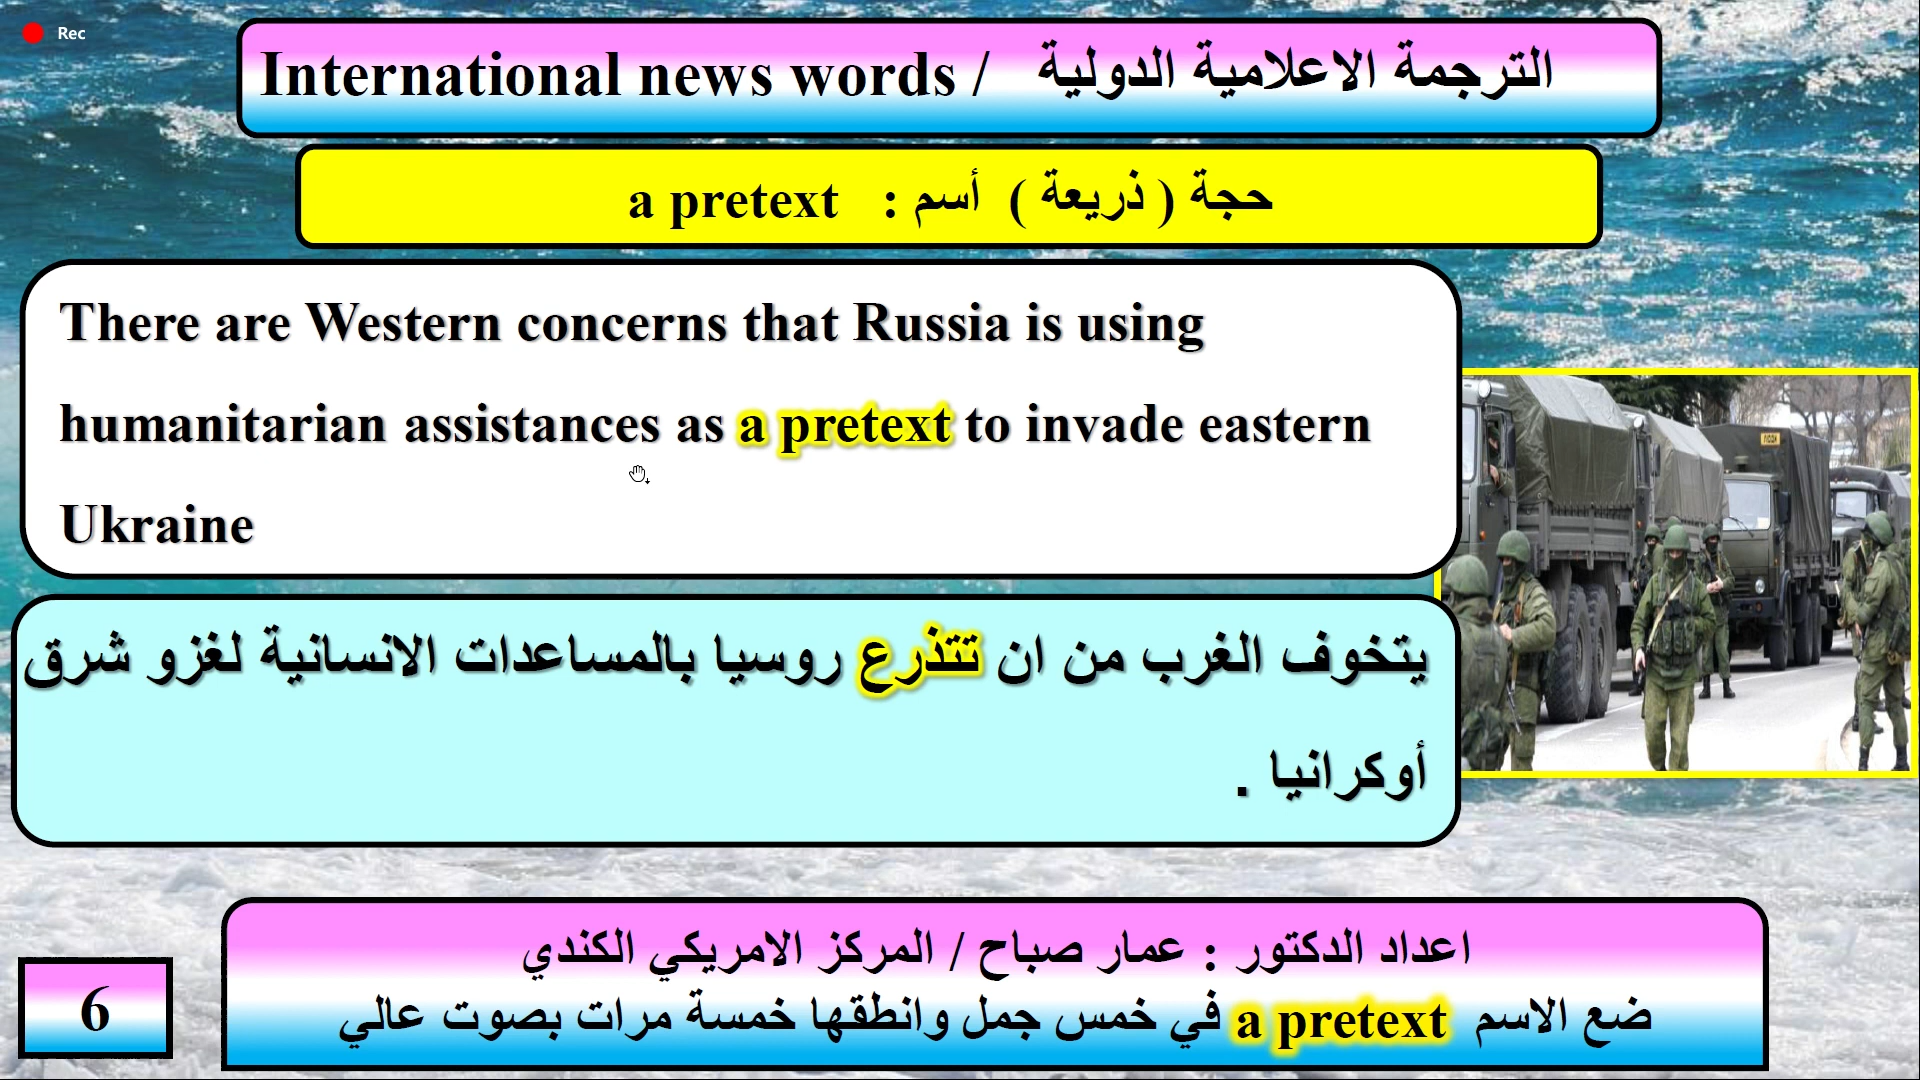 Rec
International news words / الترجمة الاعلامية الدولية
حجة ( ذريعة ) أسم : a pretext
There are Western concerns that Russia is using
humanitarian assistances as a pretext to invade eastern
Ukraine
يتخوف الغرب من ان تتذرع روسيا بالمساعدات الانسانية لغزو شرق
أوكرانيا .
اعداد الدكتور : عمار صباح / المركز الامريكي الكندي
ضع الاسم a pretext في خمس جمل وانطقها خمسة مرات بصوت عالي
6